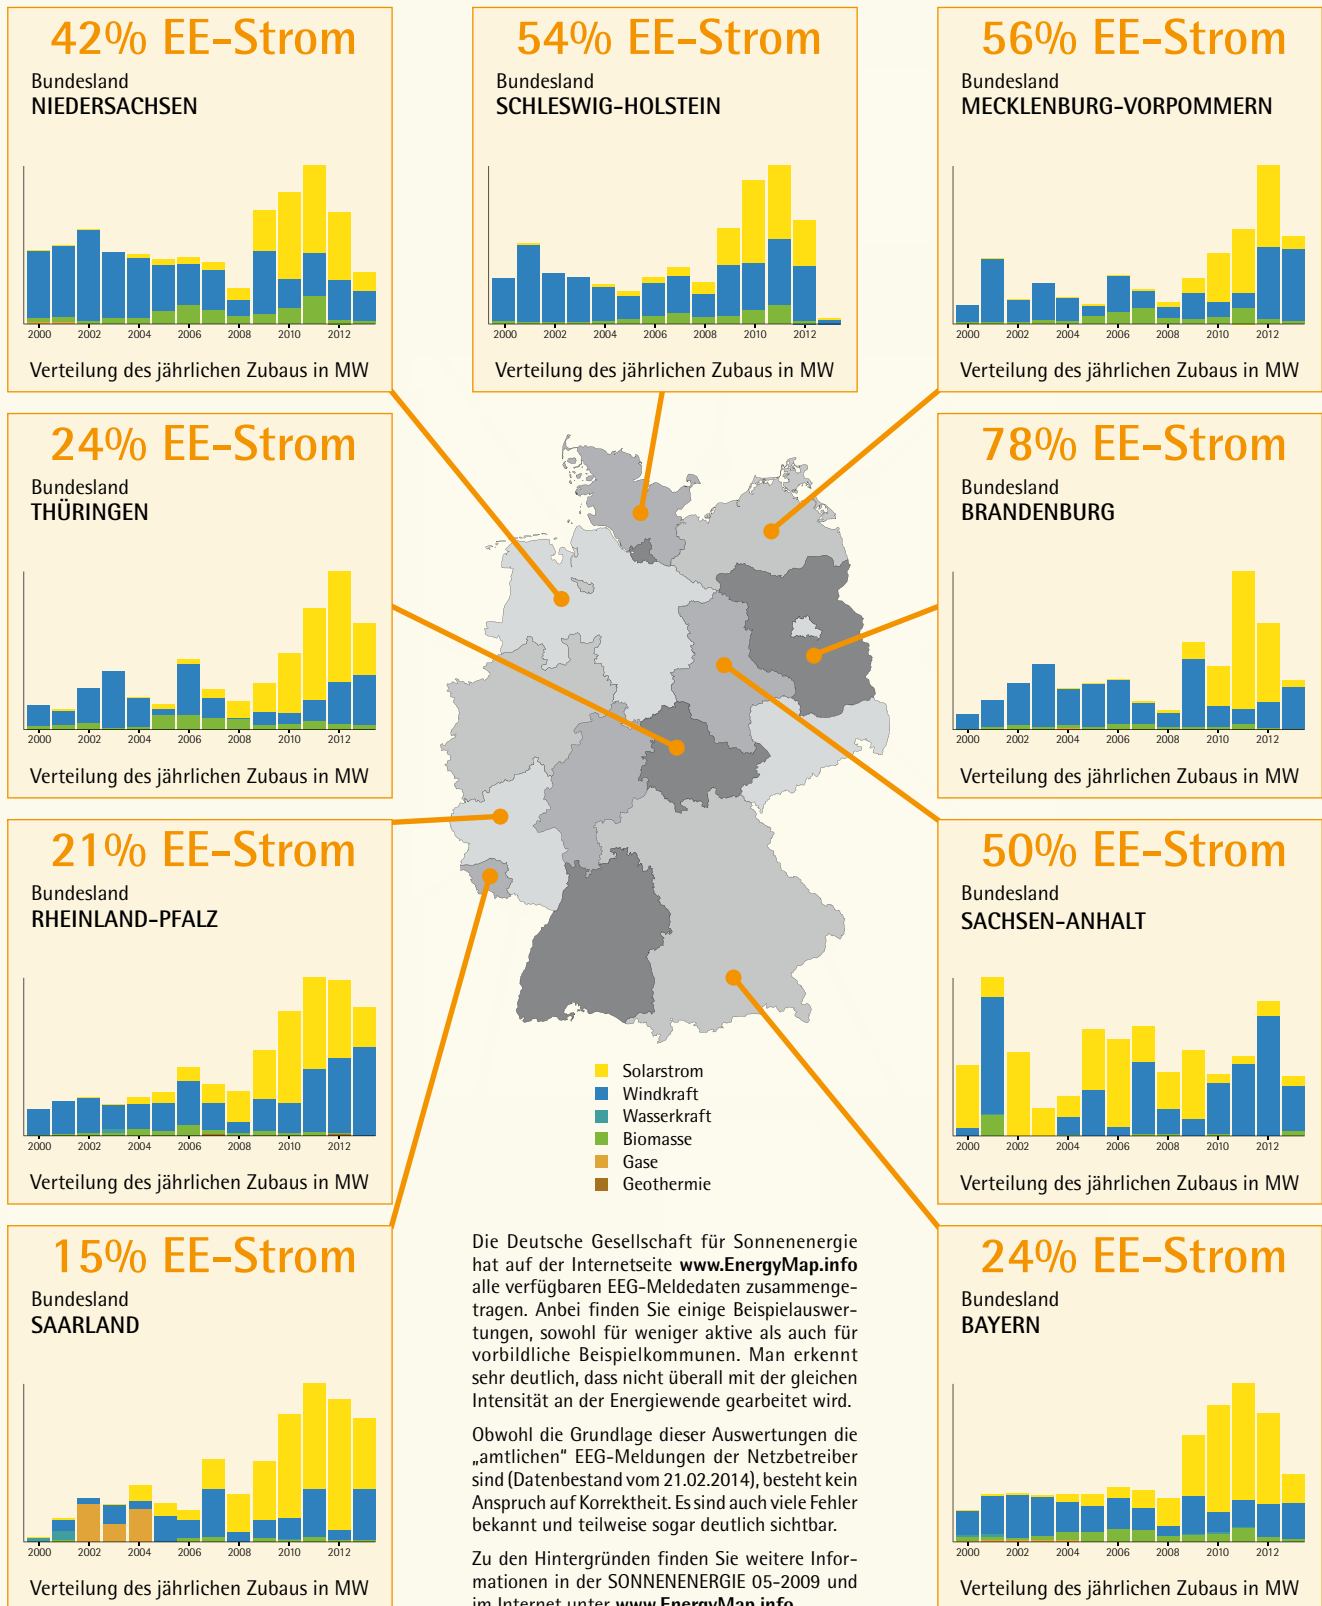 42% EE-Strom
Bundesland
NIEDERSACHSEN
2000 2002 2004 2006 2008 2010 2012
Verteilung des jährlichen Zubaus in MW
54% EE-Strom
Bundesland
SCHLESWIG-HOLSTEIN
2000 2002 2004 2006 2008 2010 2012
Verteilung des jährlichen Zubaus in MW
56% EE-Strom
Bundesland
MECKLENBURG-VORPOMMERN
2000 2002 2004 2006 2008 2010 2012
Verteilung des jährlichen Zubaus in MW
24% EE-Strom
Bundesland
THÜRINGEN
2000 2002 2004 2006 2008 2010 2012
Verteilung des jährlichen Zubaus in MW
78% EE-Strom
Bundesland
BRANDENBURG
2000 2002 2004 2006 2008 2010 2012
Verteilung des jährlichen Zubaus in MW
21% EE-Strom
Bundesland
RHEINLAND-PFALZ
2000 2002 2004 2006 2008 2010 2012
Verteilung des jährlichen Zubaus in MW
50% EE-Strom
Bundesland
SACHSEN-ANHALT
2000 2002 2004 2006 2008 2010 2012
Verteilung des jährlichen Zubaus in MW
Solarstrom
Windkraft
Wasserkraft
Biomasse
Gase
Geothermie
15% EE-Strom
Bundesland
SAARLAND
2000 2002 2004 2006 2008 2010 2012
Verteilung des jährlichen Zubaus in MW
Die Deutsche Gesellschaft für Sonnenenergie
hat auf der Internetseite www.EnergyMap.info
alle verfügbaren EEG-Meldedaten zusammenge-
tragen. Anbei finden Sie einige Beispielauswer-
tungen, sowohl für weniger aktive als auch für
vorbildliche Beispielkommunen. Man erkennt
sehr deutlich, dass nicht überall mit der gleichen
Intensität an der Energiewende gearbeitet wird.
Obwohl die Grundlage dieser Auswertungen die
„amtlichen" EEG-Meldungen der Netzbetreiber
sind (Datenbestand vom 21.02.2014), besteht kein
Anspruch auf Korrektheit. Es sind auch viele Fehler
bekannt und teilweise sogar deutlich sichtbar.
Zu den Hintergründen finden Sie weitere Infor-
mationen in der SONNENENERGIE 05-2009 und
im Internet unter www.EnergyMap.info
24% EE-Strom
Bundesland
BAYERN
2000 2002 2004 2006 2008 2010 2012
Verteilung des jährlichen Zubaus in MW